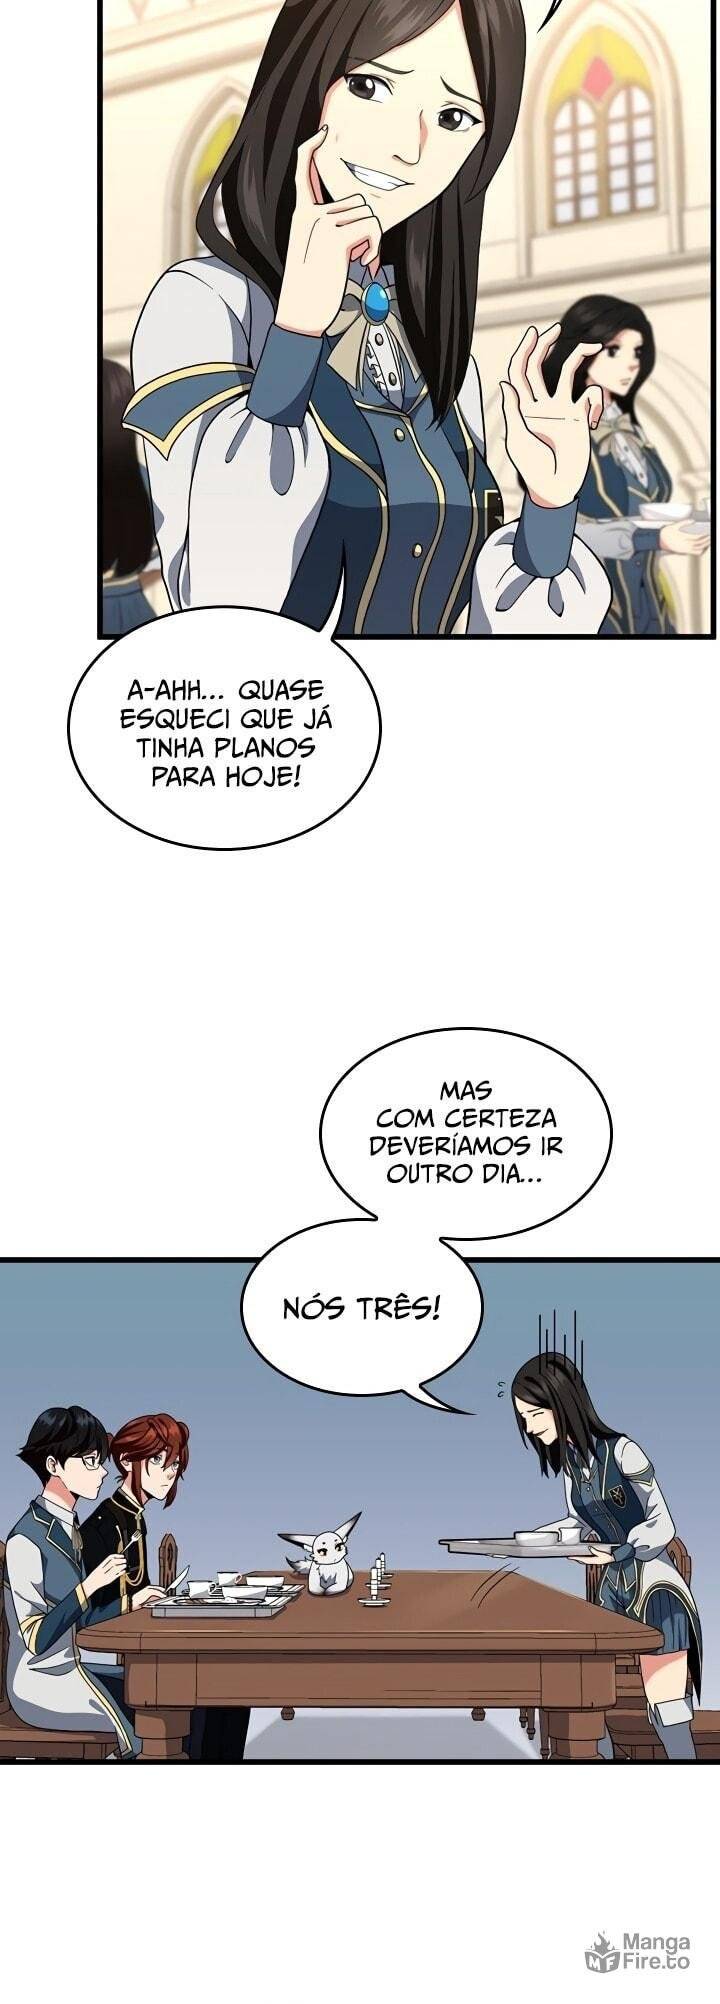 A-AHH... QUASE
ESQUECI QUE JÁ
TINHA PLANOS
PARA HOJE!
MAS
COM CERTEZA
DEVERÍAMOS IR
OUTRO DIA...
NÓS TRÊS!
Manga
MF Fire.to